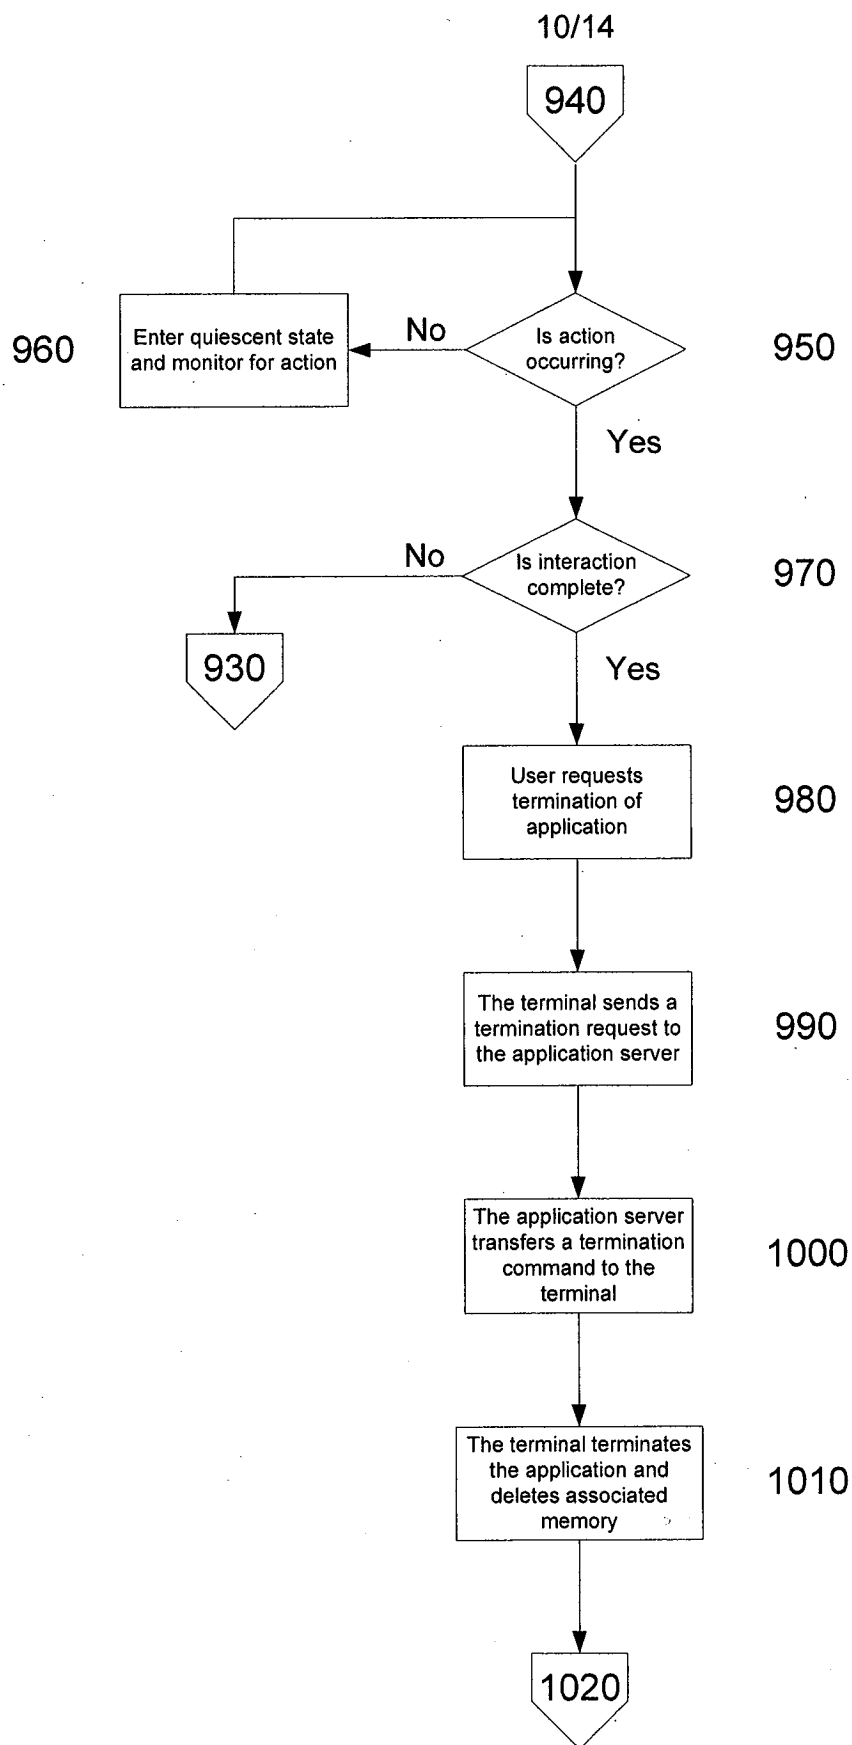 10/14
940
960
Enter quiescent state
and monitor for action
No
Is action
occurring?
950
Yes
No
Is interaction
complete?
970
930
Yes
User requests
termination of
application
980
The terminal sends a
termination request to
the application server
990
The application server
transfers a termination
command to the
terminal
1000
The terminal terminates
the application and
deletes associated
memory
1010
1020